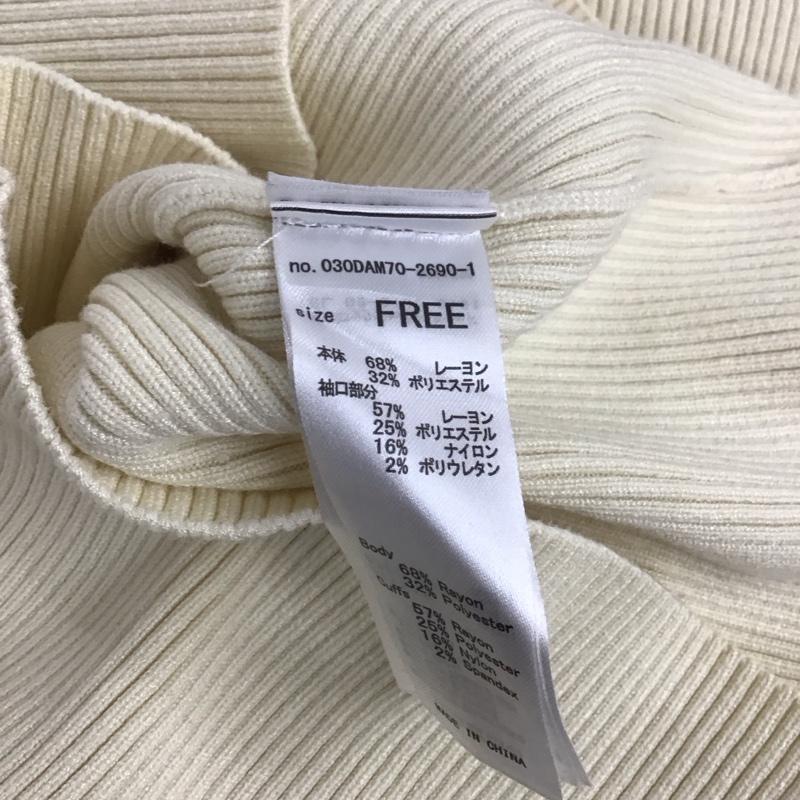 no. 030DAM70-2690-1
size FREE
本体 68% レーヨン
32% ポリエステル
袖口部分
57% レーヨン
25% ポリエステル
16% ナイロン
2% ポリウレタン
Body
68% Rayon
32% Polyester
Cuffs
57% Rayon
25% Polyester
16% Nylon
2% Spandex
MADE IN CHINA